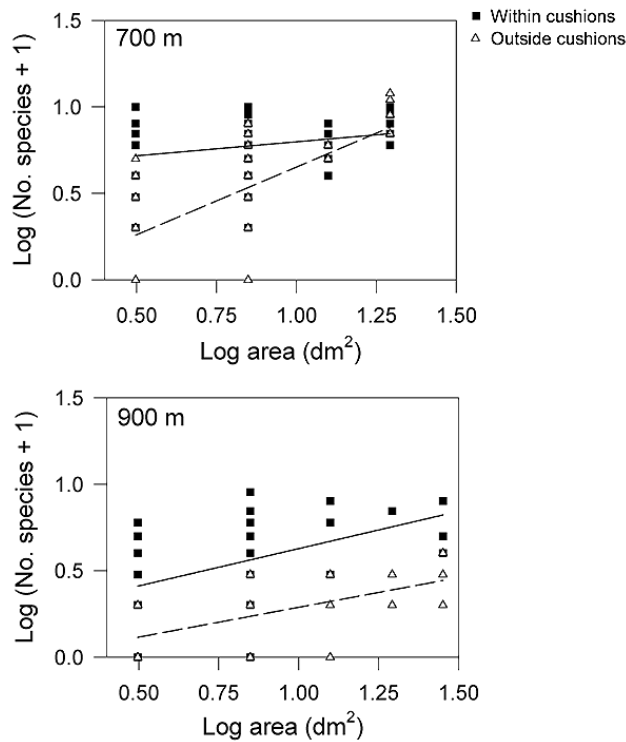 ■ Within cushions
△ Outside cushions
700 m
Log (No. species + 1)
1.5
1.0
0.5
0.0
0.50 0.75 1.00 1.25 1.50
Log area (dm²)
900 m
Log (No. species + 1)
1.5
1.0
0.5
0.0
0.50 0.75 1.00 1.25 1.50
Log area (dm²)